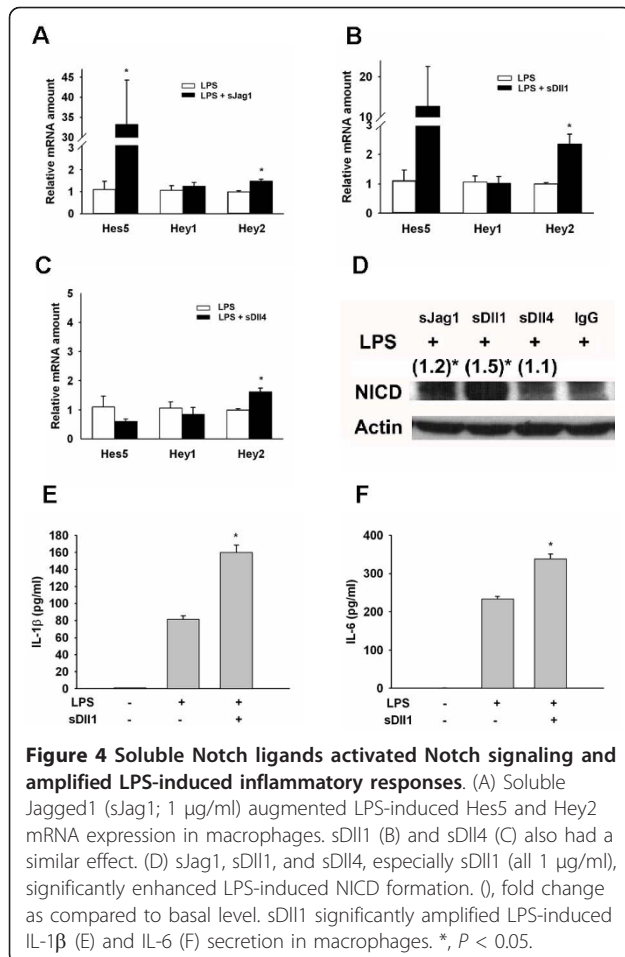 A
B
45
40
35
30
3
2
1
0
Relative mRNA amount
LPS
LPS + sJag1
*
*
Hes5 Hey1 Hey2
20
10
3
2
1
0
Relative mRNA amount
LPS
LPS + sDll1
*
Hes5 Hey1 Hey2
C
D
5
4
3
2
1
0
Relative mRNA amount
LPS
LPS + sDll4
*
Hes5 Hey1 Hey2
sJag1 sDll1 sDll4 IgG
LPS + + + +
(1.2)* (1.5)* (1.1)
NICD
Actin
E
F
180
160
140
120
100
80
60
40
20
0
IL-1β (pg/ml)
*
LPS - + +
sDll1 - - +
400
300
200
100
0
IL-6 (pg/ml)
*
LPS - + +
sDll1 - - +
Figure 4 Soluble Notch ligands activated Notch signaling and
amplified LPS-induced inflammatory responses. (A) Soluble
Jagged1 (sJag1; 1 μg/ml) augmented LPS-induced Hes5 and Hey2
mRNA expression in macrophages. sDll1 (B) and sDll4 (C) also had a
similar effect. (D) sJag1, sDll1, and sDll4, especially sDll1 (all 1 μg/ml),
significantly enhanced LPS-induced NICD formation. (), fold change
as compared to basal level. sDll1 significantly amplified LPS-induced
IL-1β (E) and IL-6 (F) secretion in macrophages. *, P < 0.05.